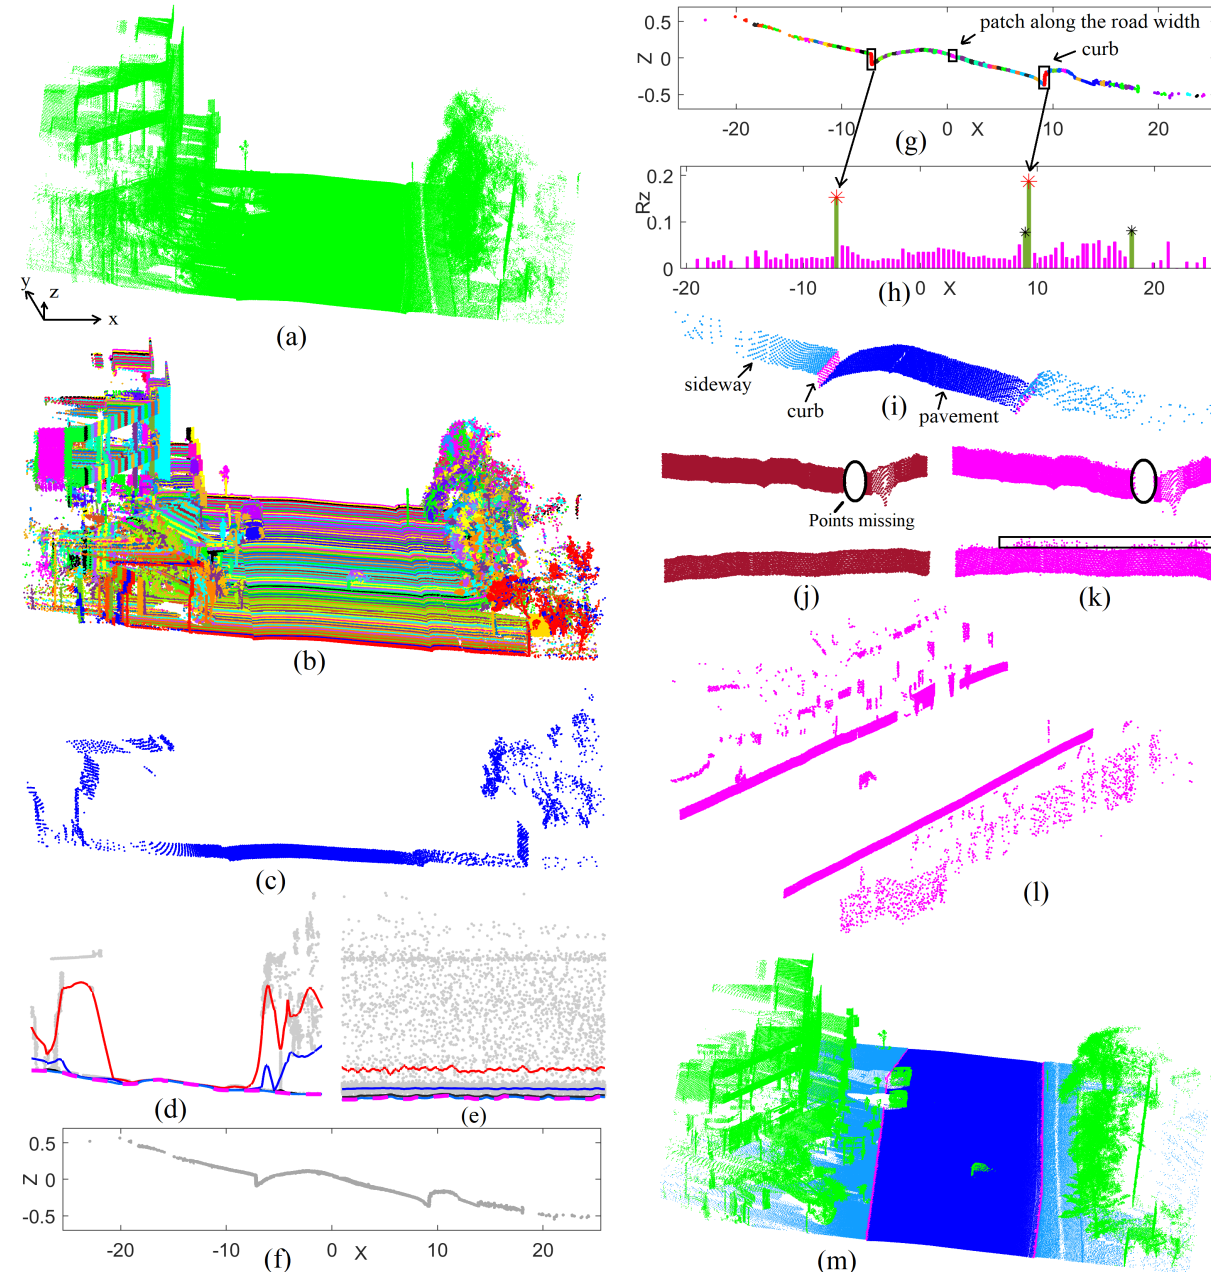 y
z
x
(a)
(b)
(c)
(d)
(e)
0.5
0
-0.5
Z
-20
-10
0
X
10
20
(f)
0.5
0
-0.5
Z
patch along the road width
curb
-20
-10
0
X
10
20
(g)
0.2
0.1
0
Rz
-20
-10
0
X
10
20
(h)
sideway
curb
pavement
(i)
Points missing
(j)
(k)
(l)
(m)